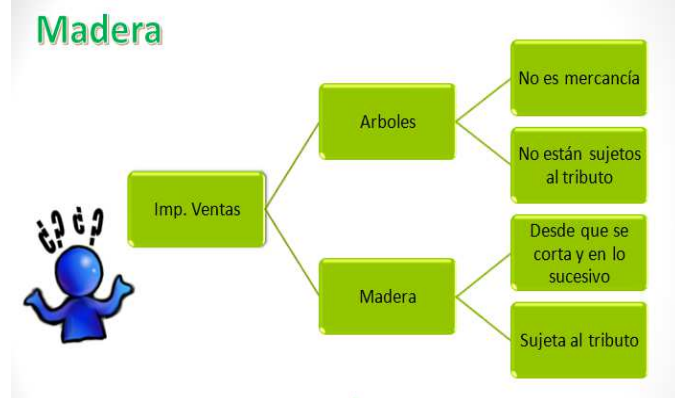 Madera
No es mercancía
Arboles
No están sujetos
al tributo
Imp. Ventas
¿? ¿?
Desde que se
corta y en lo
sucesivo
Madera
Sujeta al tributo